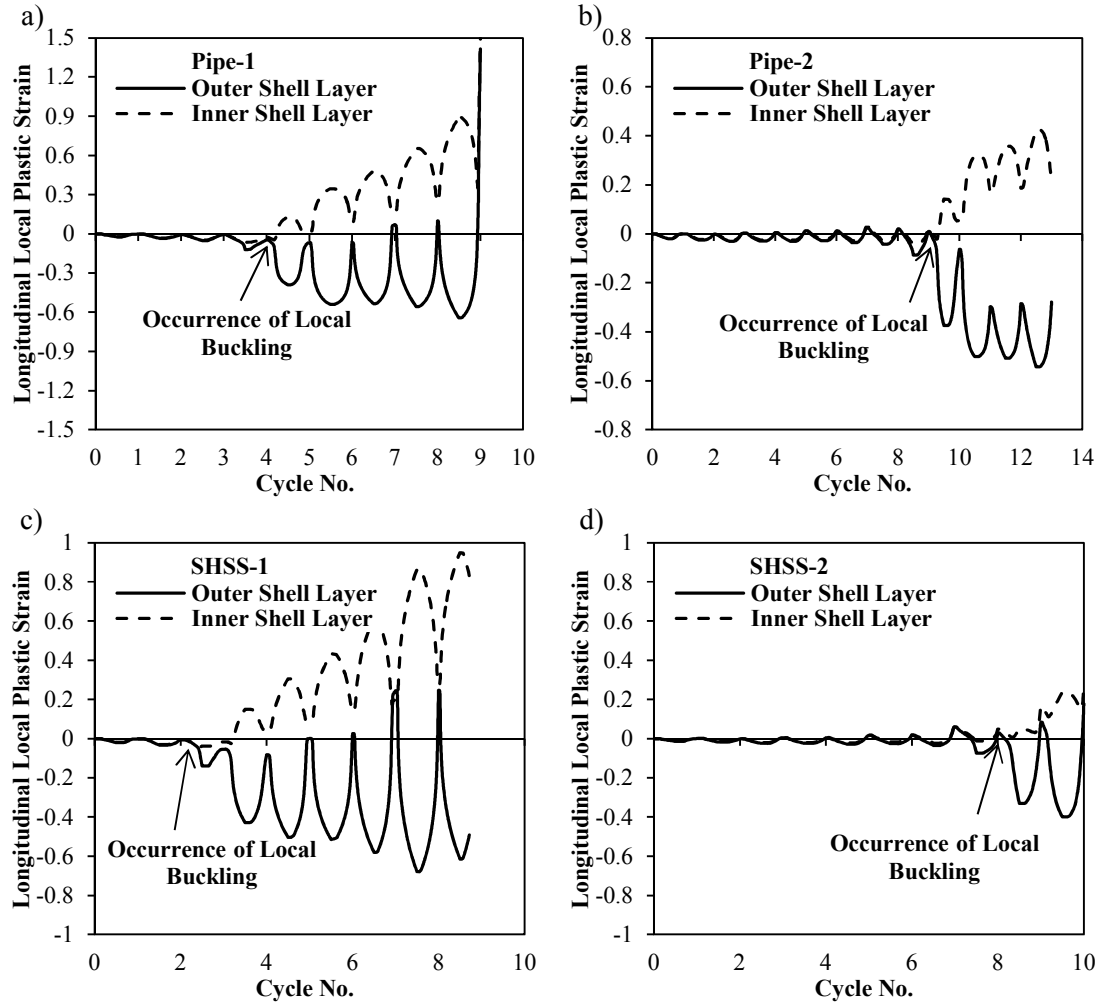 a)
Longitudinal Local Plastic Strain
1.5
1.2
0.9
0.6
0.3
0
-0.3
-0.6
-0.9
-1.2
-1.5
Pipe-1
Outer Shell Layer
Inner Shell Layer
Occurrence of Local
Buckling
0 1 2 3 4 5 6 7 8 9 10
Cycle No.
b)
Longitudinal Local Plastic Strain
0.8
0.6
0.4
0.2
0
-0.2
-0.4
-0.6
-0.8
Pipe-2
Outer Shell Layer
Inner Shell Layer
Occurrence of Local
Buckling
0 2 4 6 8 10 12 14
Cycle No.
c)
Longitudinal Local Plastic Strain
1
0.8
0.6
0.4
0.2
0
-0.2
-0.4
-0.6
-0.8
-1
SHSS-1
Outer Shell Layer
Inner Shell Layer
Occurrence of Local
Buckling
0 2 4 6 8 10
Cycle No.
d)
Longitudinal Local Plastic Strain
1
0.8
0.6
0.4
0.2
0
-0.2
-0.4
-0.6
-0.8
-1
SHSS-2
Outer Shell Layer
Inner Shell Layer
Occurrence of Local
Buckling
0 2 4 6 8 10
Cycle No.